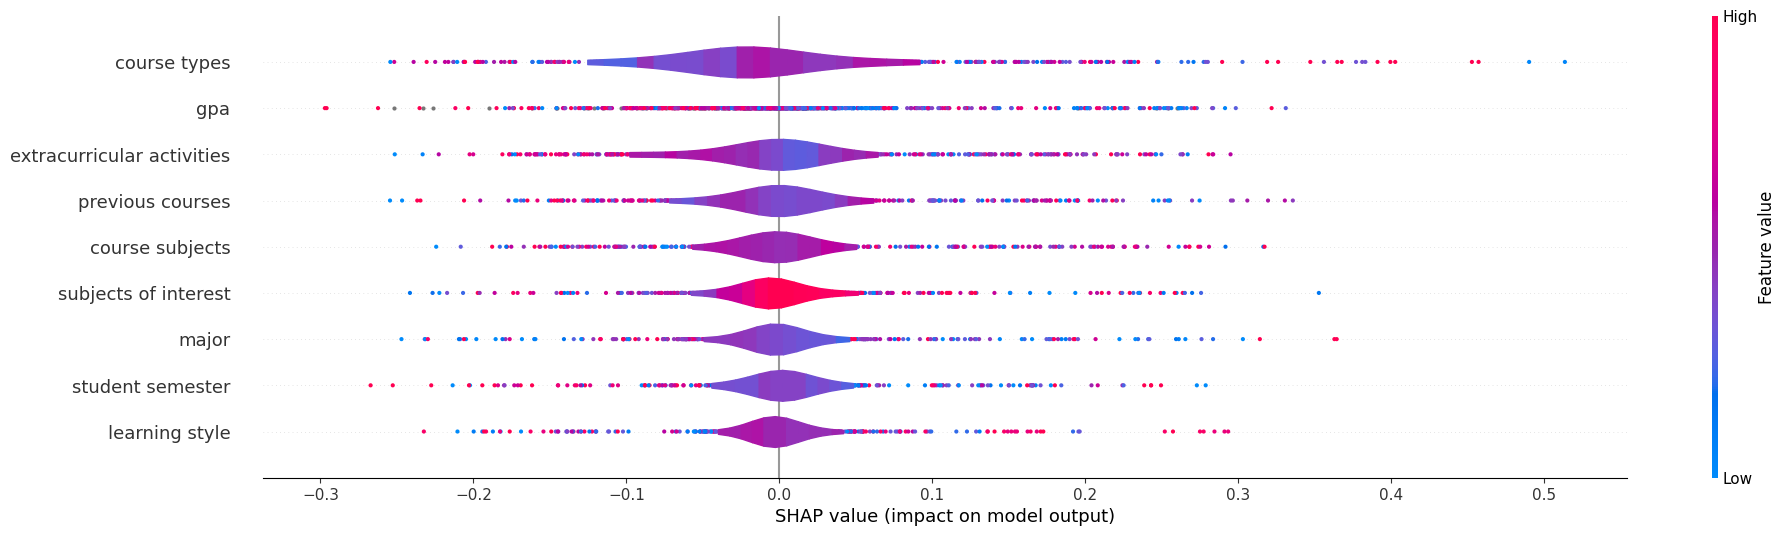 High
course types
gpa
extracurricular activities
previous courses
course subjects
subjects of interest
major
student semester
learning style
Feature value
Low
−0.3 −0.2 −0.1 0.0 0.1 0.2 0.3 0.4 0.5
SHAP value (impact on model output)